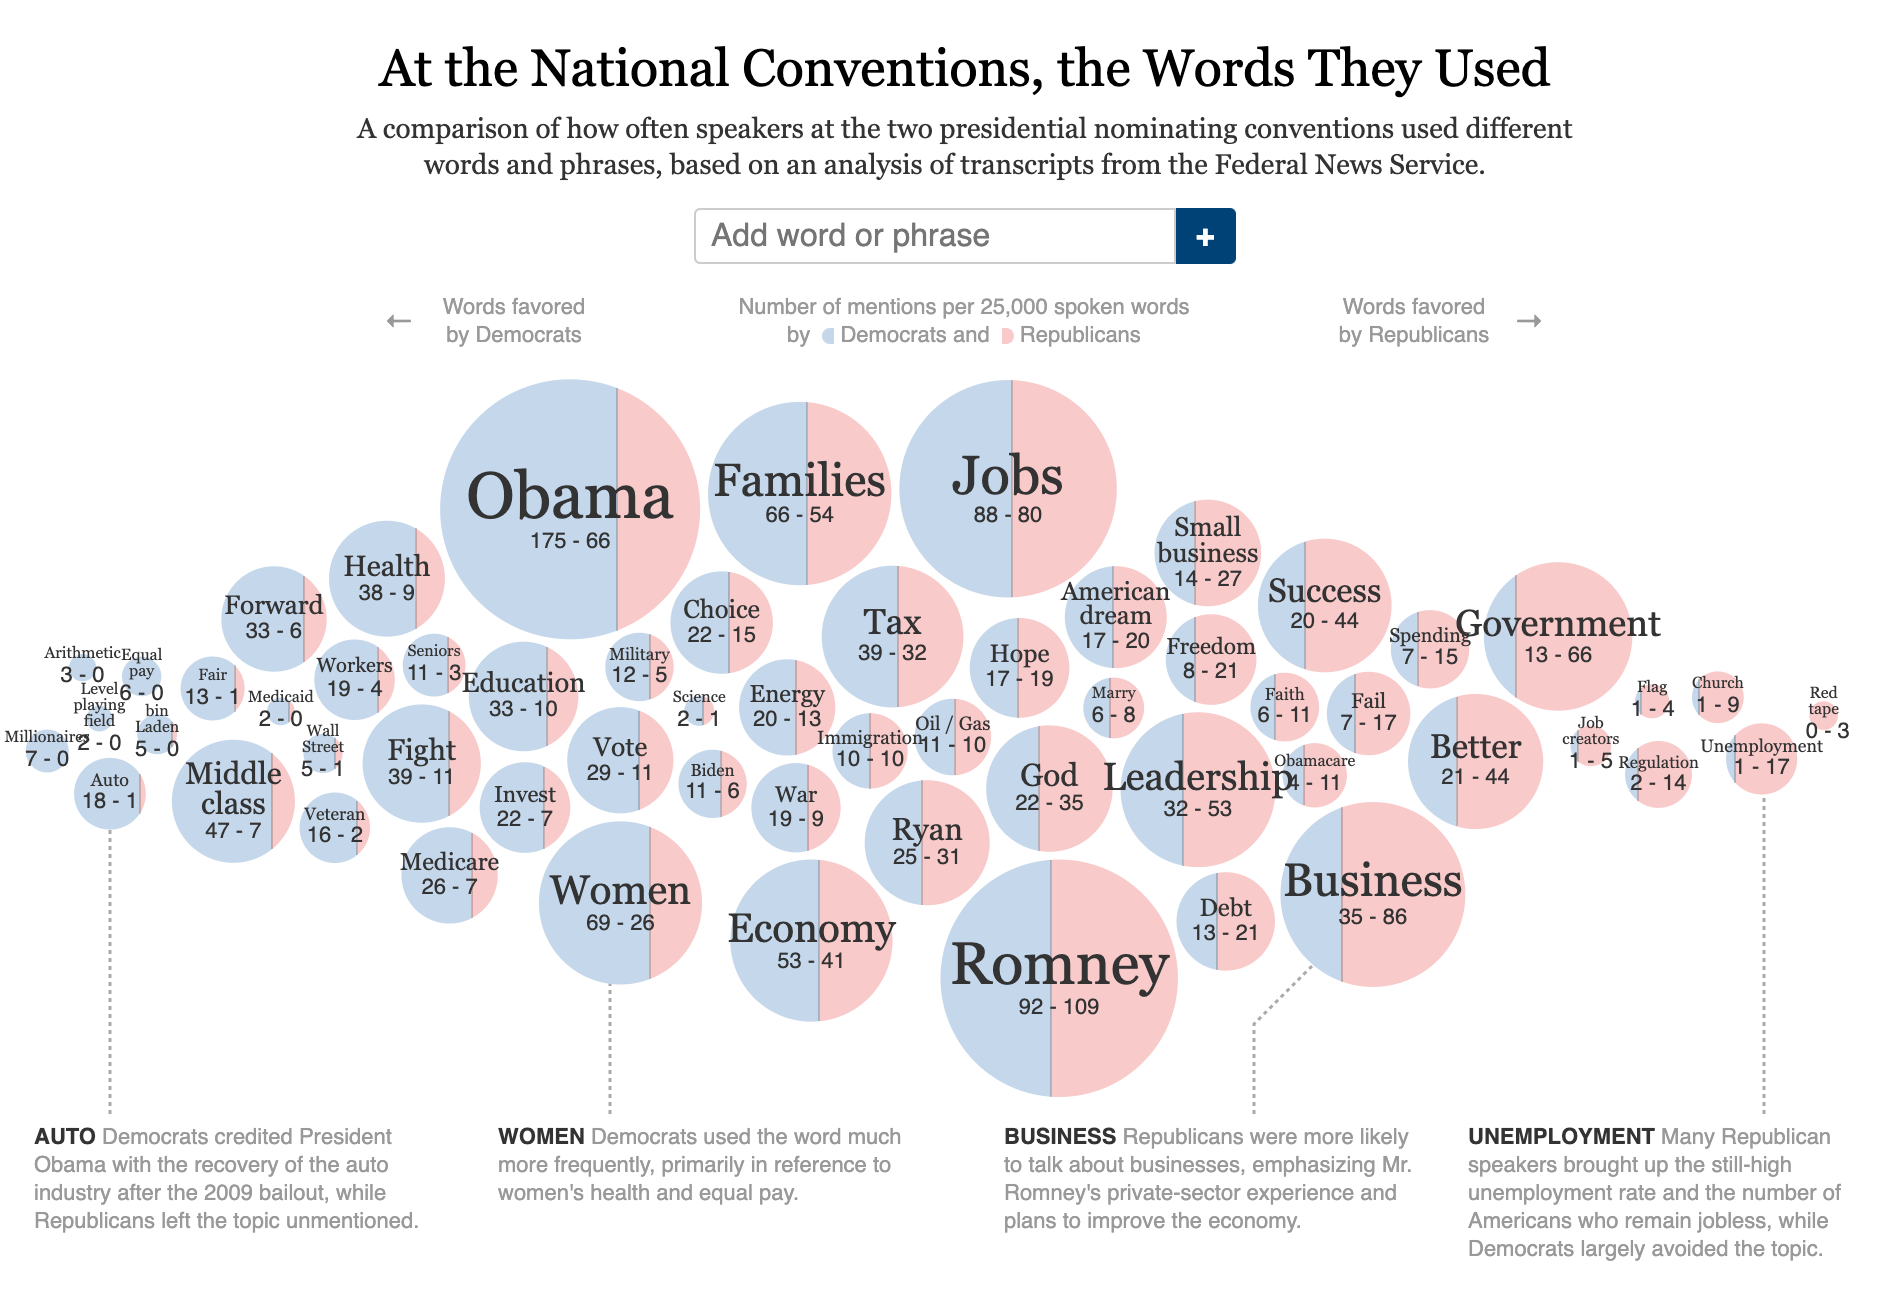 At the National Conventions, the Words They Used
A comparison of how often speakers at the two presidential nominating conventions used different
words and phrases, based on an analysis of transcripts from the Federal News Service.
Add word or phrase
+
← Words favored
by Democrats
Number of mentions per 25,000 spoken words
by Democrats and Republicans
Words favored →
by Republicans
Obama
175 - 66
Families
66 - 54
Jobs
88 - 80
Small
business
14 - 27
Health
38 - 9
Forward
33 - 6
Choice
22 - 15
Tax
39 - 32
American
dream
17 - 20
Success
20 - 44
Government
13 - 66
Spending
7 - 15
Arithmetic
3 - 0
Equal
pay
6 - 0
Fair
13 - 1
Workers
19 - 4
Seniors
11 - 3
Education
33 - 10
Military
12 - 5
Hope
17 - 19
Freedom
8 - 21
Level
playing
field
2 - 0
bin
Laden
5 - 0
Medicaid
2 - 0
Science
2 - 1
Energy
20 - 13
Marry
6 - 8
Faith
6 - 11
Fail
7 - 17
Flag
1 - 4
Church
1 - 9
Red
tape
0 - 3
Millionaires
7 - 0
Wall
Street
5 - 1
Fight
39 - 11
Vote
29 - 11
Immigration
10 - 10
Oil / Gas
11 - 10
Better
21 - 44
Job
creators
1 - 5
Unemployment
1 - 17
Auto
18 - 1
Middle
class
47 - 7
Invest
22 - 7
Biden
11 - 6
War
19 - 9
God
22 - 35
Leadership
32 - 53
Obamacare
4 - 11
Regulation
2 - 14
Veteran
16 - 2
Medicare
26 - 7
Women
69 - 26
Ryan
25 - 31
Business
35 - 86
Economy
53 - 41
Romney
92 - 109
Debt
13 - 21
AUTO Democrats credited President
Obama with the recovery of the auto
industry after the 2009 bailout, while
Republicans left the topic unmentioned.
WOMEN Democrats used the word much
more frequently, primarily in reference to
women's health and equal pay.
BUSINESS Republicans were more likely
to talk about businesses, emphasizing Mr.
Romney's private-sector experience and
plans to improve the economy.
UNEMPLOYMENT Many Republican
speakers brought up the still-high
unemployment rate and the number of
Americans who remain jobless, while
Democrats largely avoided the topic.